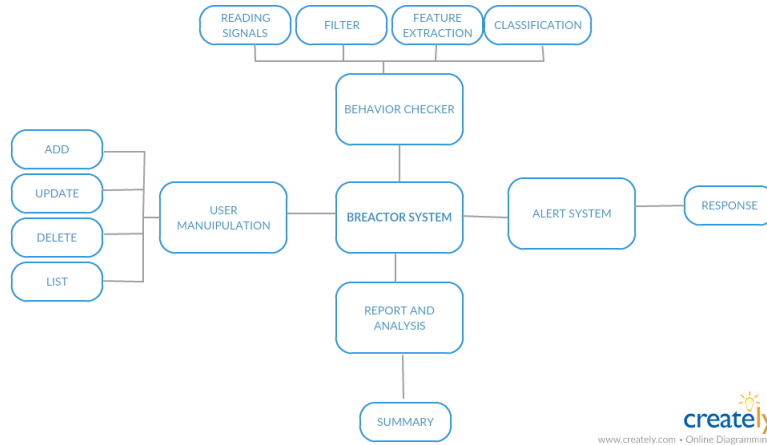 READING
SIGNALS
FILTER
FEATURE
EXTRACTION
CLASSIFICATION
BEHAVIOR CHECKER
ADD
UPDATE
DELETE
LIST
USER
MANUIPULATION
BREACTOR SYSTEM
ALERT SYSTEM
RESPONSE
REPORT AND
ANALYSIS
SUMMARY
creately
www.creately.com • Online